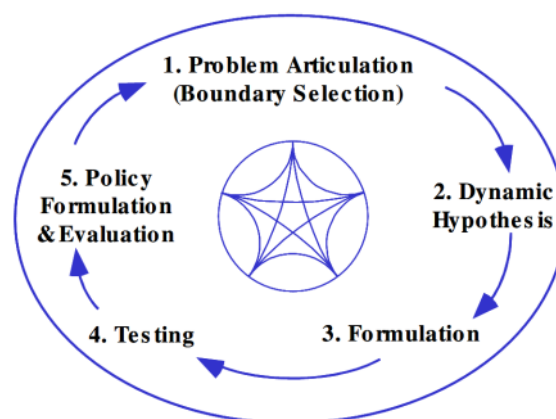 1. Problem Articulation
(Boundary Selection)
2. Dynamic
Hypothesis
3. Formulation
4. Testing
5. Policy
Formulation
& Evaluation